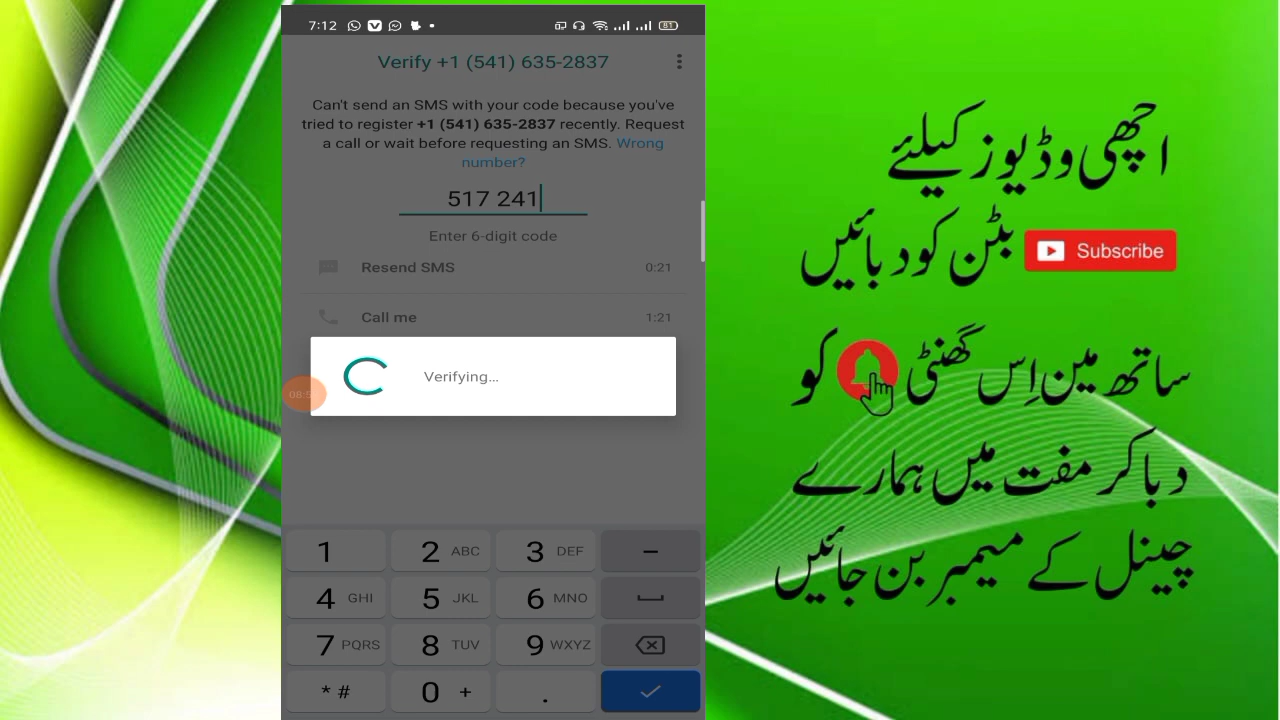 7:12
81
Verify +1 (541) 635-2837
Can't send an SMS with your code because you've
tried to register +1 (541) 635-2837 recently. Request
a call or wait before requesting an SMS. Wrong
number?
517 241
Enter 6-digit code
Resend SMS 0:21
Call me 1:21
Verifying...
1 2 ABC 3 DEF –
4 GHI 5 JKL 6 MNO
7 PQRS 8 TUV 9 WXYZ
* # 0 + .
اچھی وڈیوز کیلئے
Subscribe بٹن کو دبائیں
ساتھ میں اِس گھنٹی کو
دبا کر مفت میں ہمارے
چینل کے میمبر بن جائیں